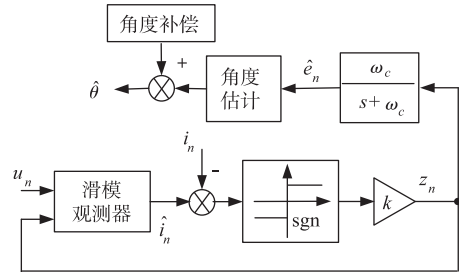 角度补偿
+
θ̂
角度
估计
ê_n
ω_c
s + ω_c
i_n
-
u_n
滑模
观测器
î_n
sgn
k
z_n